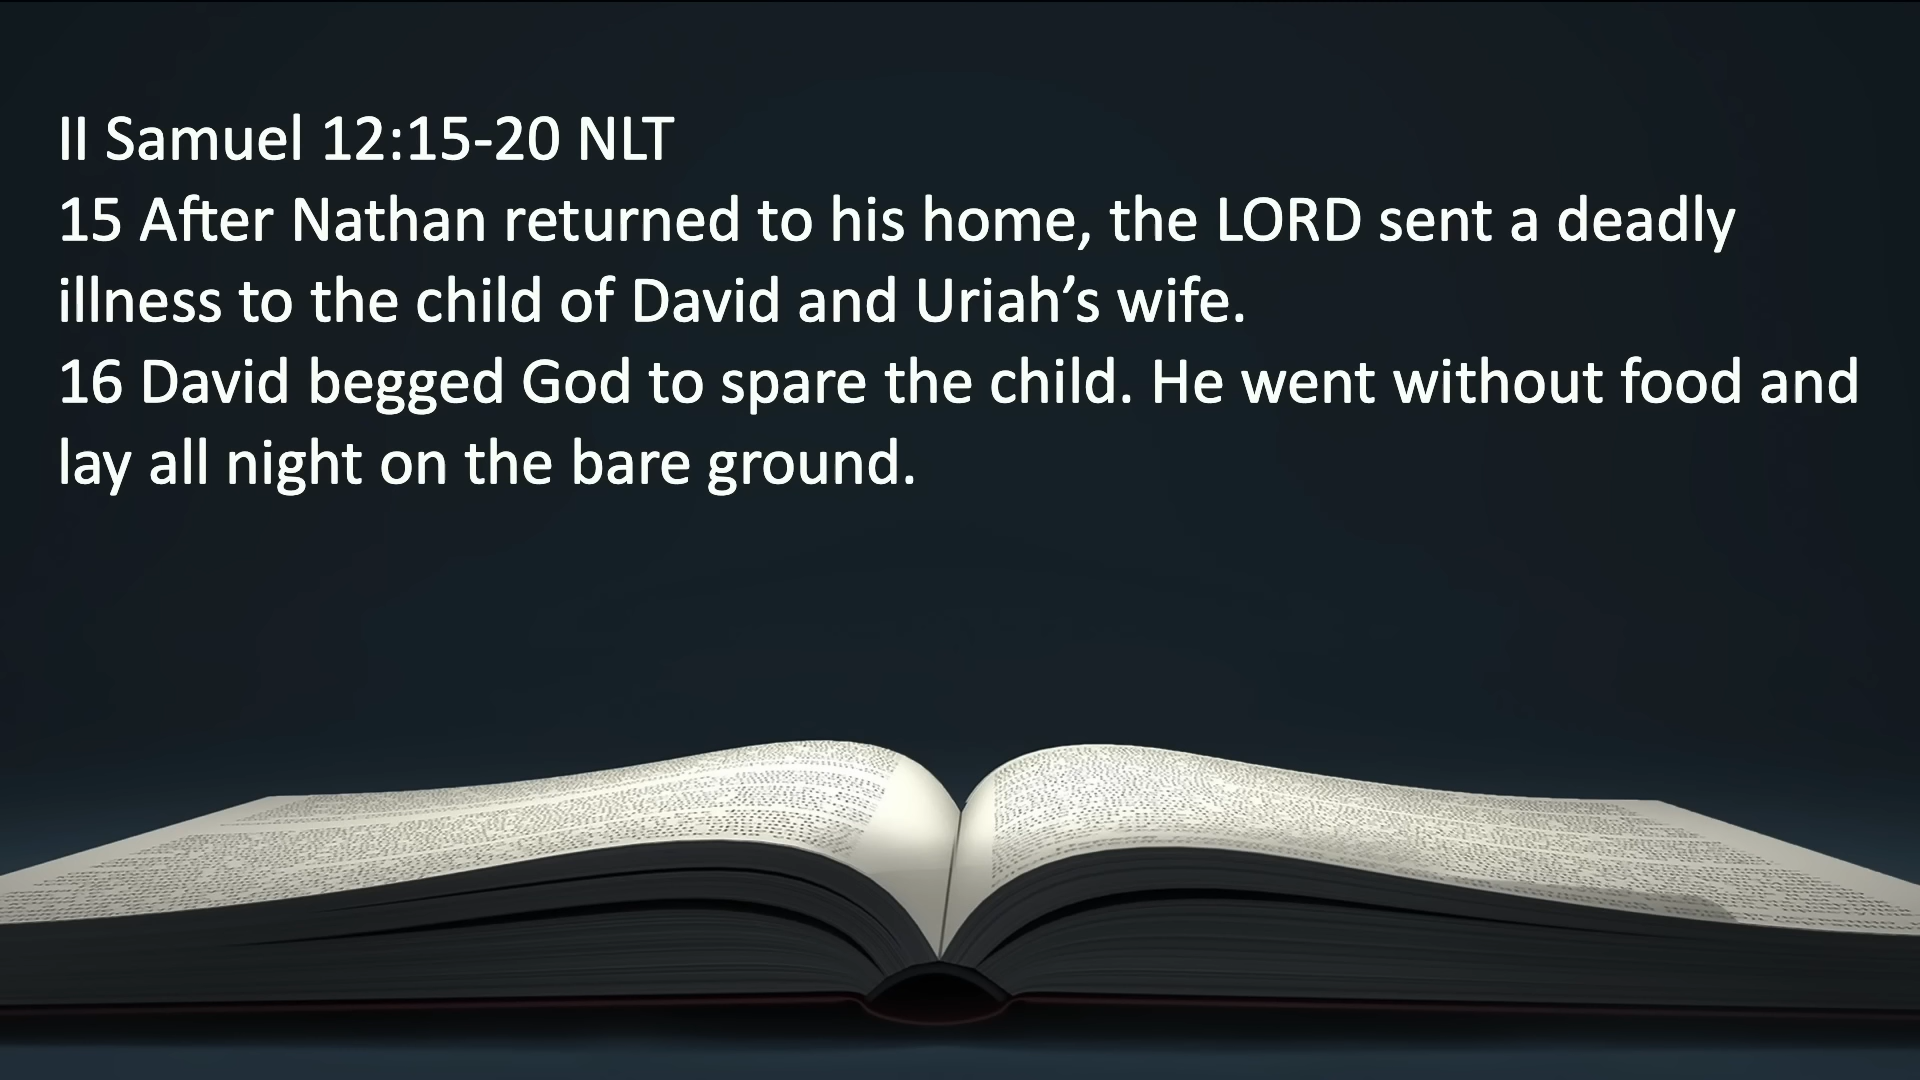 II Samuel 12:15-20 NLT
15 After Nathan returned to his home, the LORD sent a deadly
illness to the child of David and Uriah’s wife.
16 David begged God to spare the child. He went without food and
lay all night on the bare ground.